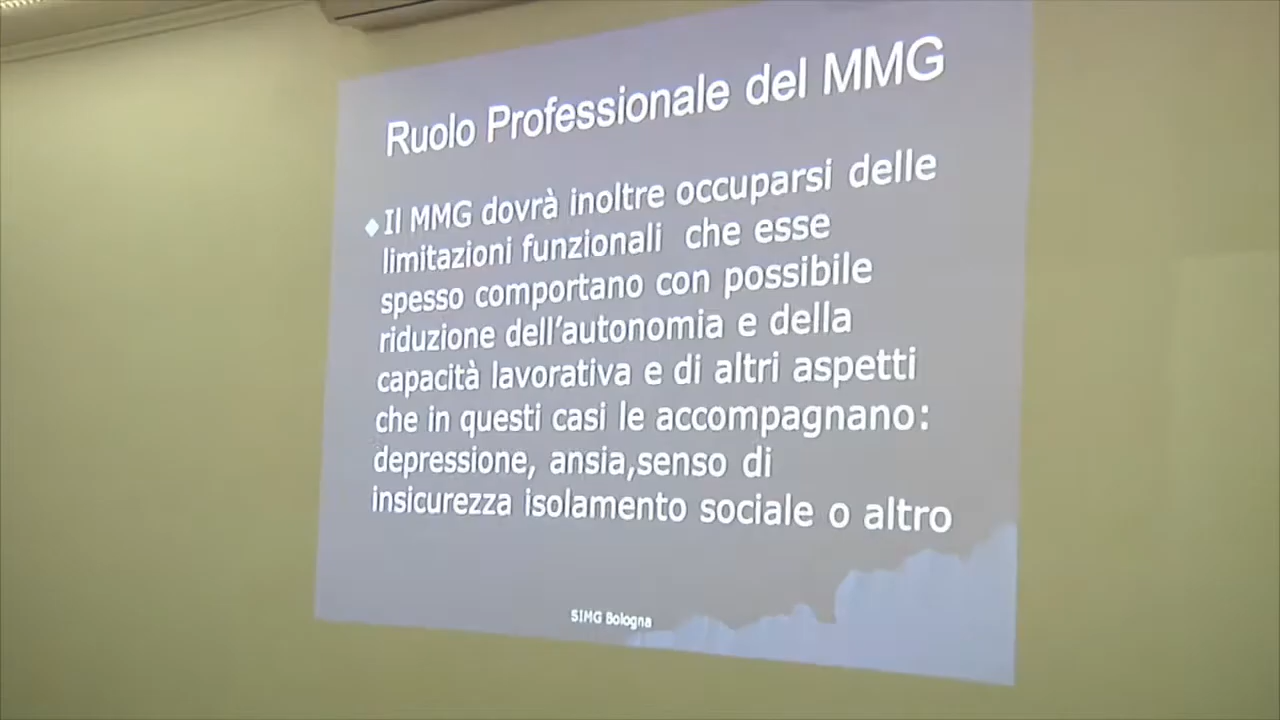 Ruolo Professionale del MMG
Il MMG dovrà inoltre occuparsi delle
limitazioni funzionali che esse
spesso comportano con possibile
riduzione dell'autonomia e della
capacità lavorativa e di altri aspetti
che in questi casi le accompagnano:
depressione, ansia,senso di
insicurezza isolamento sociale o altro
SIMG Bologna